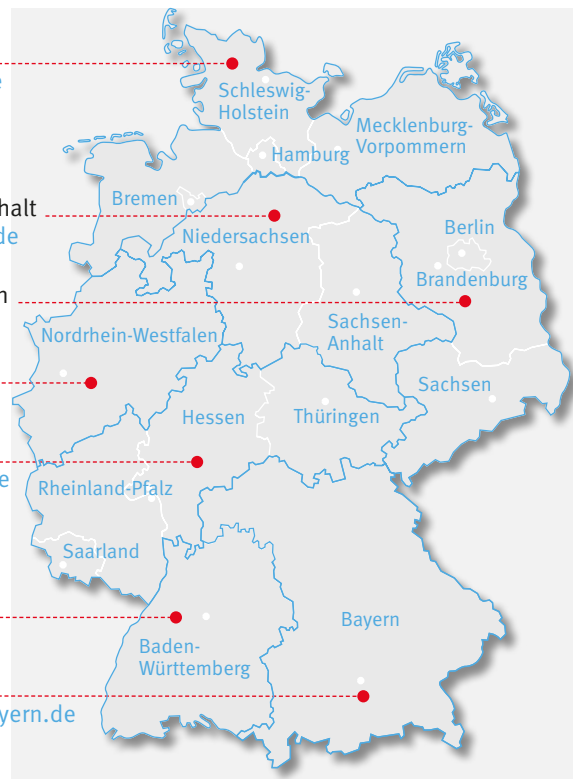 e
Schleswig-
Holstein
Mecklenburg-
Vorpommern
Hamburg
Bremen
halt
de
Niedersachsen
Berlin
Brandenburg
n
Nordrhein-Westfalen
Sachsen-
Anhalt
Sachsen
Hessen
Thüringen
e
Rheinland-Pfalz
Saarland
Bayern
Baden-
Württemberg
yern.de